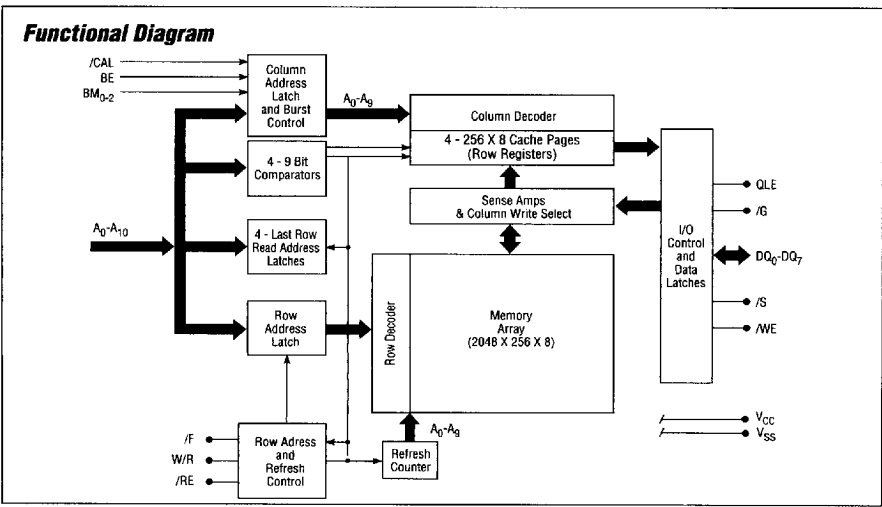 Functional Diagram
/CAL
BE
BM0-2
Column
Address
Latch
and Burst
Control
A0-A9
Column Decoder
4 - 256 X 8 Cache Pages
(Row Registers)
4 - 9 Bit
Comparators
Sense Amps
& Column Write Select
A0-A10
4 - Last Row
Read Address
Latches
Row
Address
Latch
Row Decoder
Memory
Array
(2048 X 256 X 8)
I/O
Control
and
Data
Latches
QLE
/G
DQ0-DQ7
/S
/WE
VCC
VSS
/F
W/R
/RE
Row Adress
and
Refresh
Control
A0-A9
Refresh
Counter